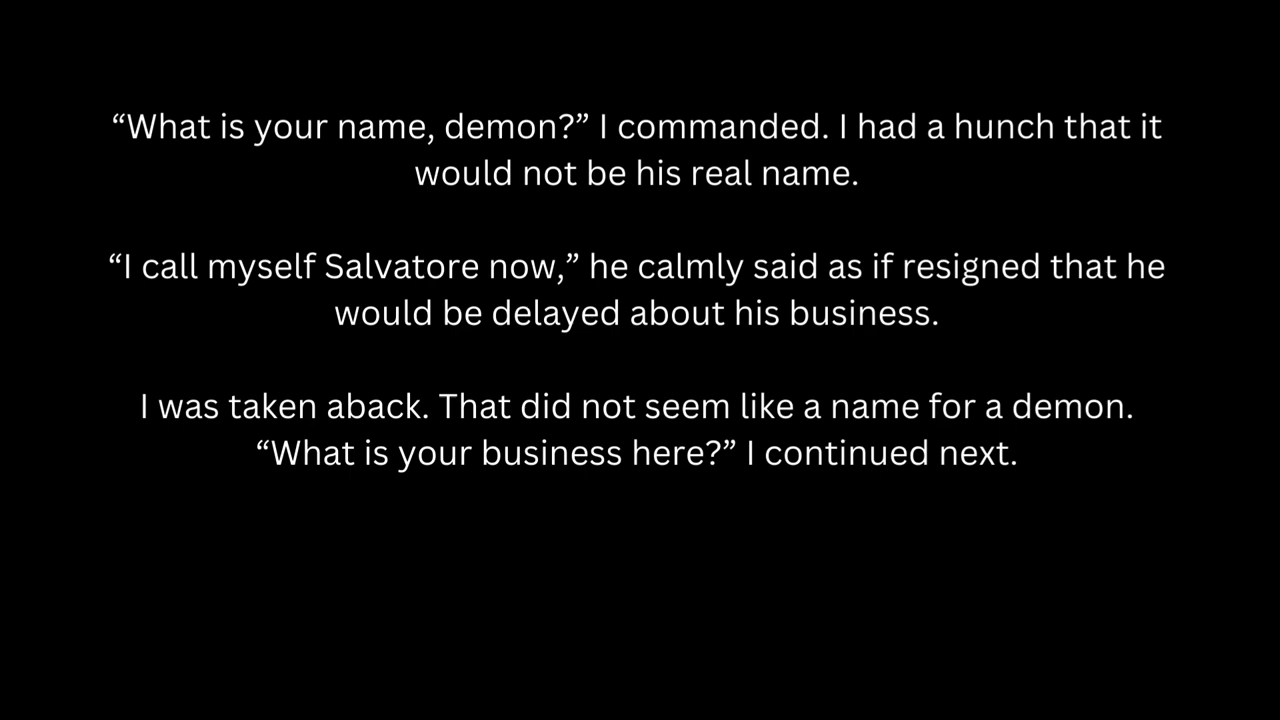 “What is your name, demon?” I commanded. I had a hunch that it
would not be his real name.
“I call myself Salvatore now,” he calmly said as if resigned that he
would be delayed about his business.
I was taken aback. That did not seem like a name for a demon.
“What is your business here?” I continued next.